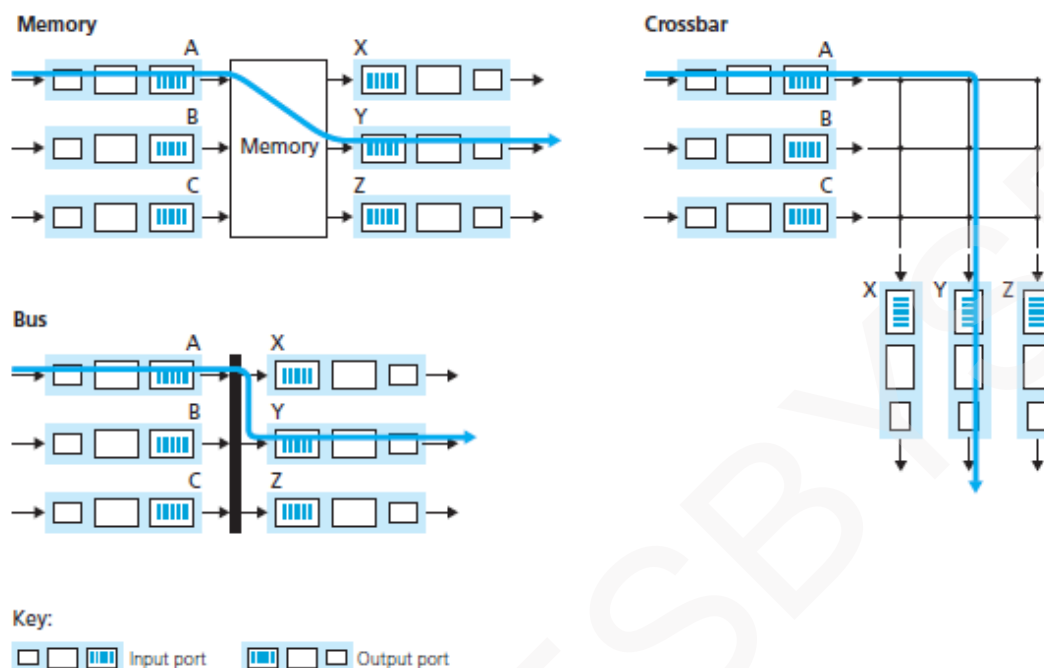 Memory
A
X
B
Y
Memory
C
Z
Crossbar
A
B
C
X
Y
Z
Bus
A
X
B
Y
C
Z
Key:
Input port
Output port